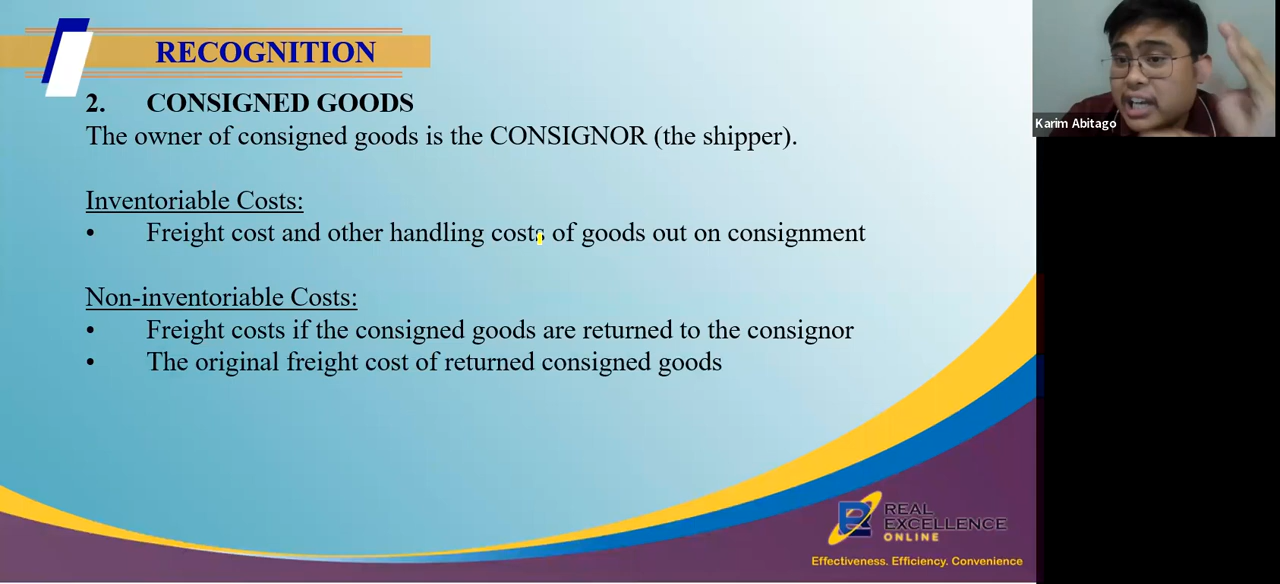 RECOGNITION
2. CONSIGNED GOODS
The owner of consigned goods is the CONSIGNOR (the shipper).
Inventoriable Costs:
• Freight cost and other handling costs of goods out on consignment
Non-inventoriable Costs:
• Freight costs if the consigned goods are returned to the consignor
• The original freight cost of returned consigned goods
Karim Abitago
REAL
EXCELLENCE
ONLINE
Effectiveness. Efficiency. Convenience